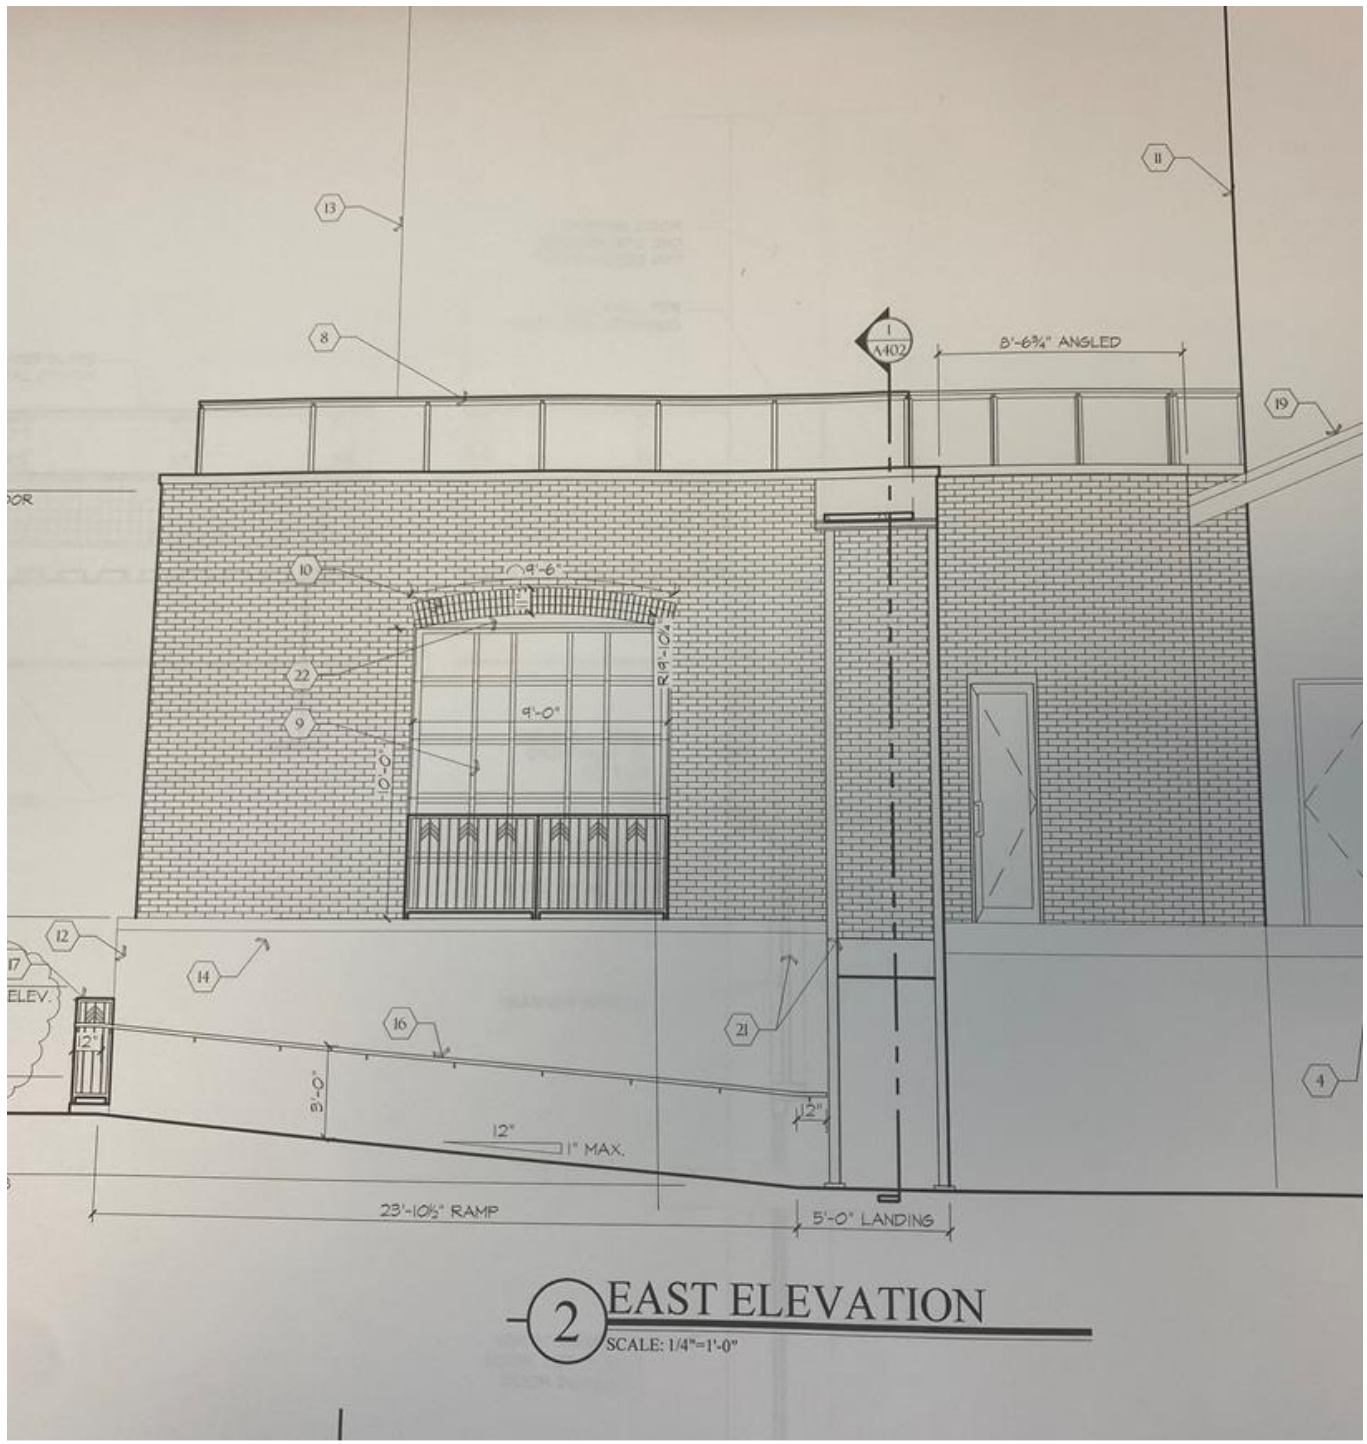 11
13
8
1
A402
8'-6¾" ANGLED
19
OOR
10
9'-6"
1'
22
R19'-10¼"
9
9'-0"
10'-0"
12
17
14
ELEV.
16
21
4
12"
3'-0"
12"
12"
1" MAX.
23'-10½" RAMP
5'-0" LANDING
2
EAST ELEVATION
SCALE: 1/4"=1'-0"